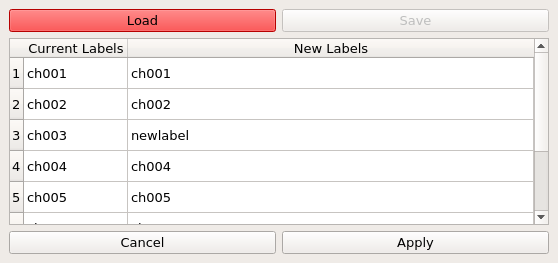 Load Save
Current Labels New Labels
1 ch001 ch001
2 ch002 ch002
3 ch003 newlabel
4 ch004 ch004
5 ch005 ch005
Cancel Apply